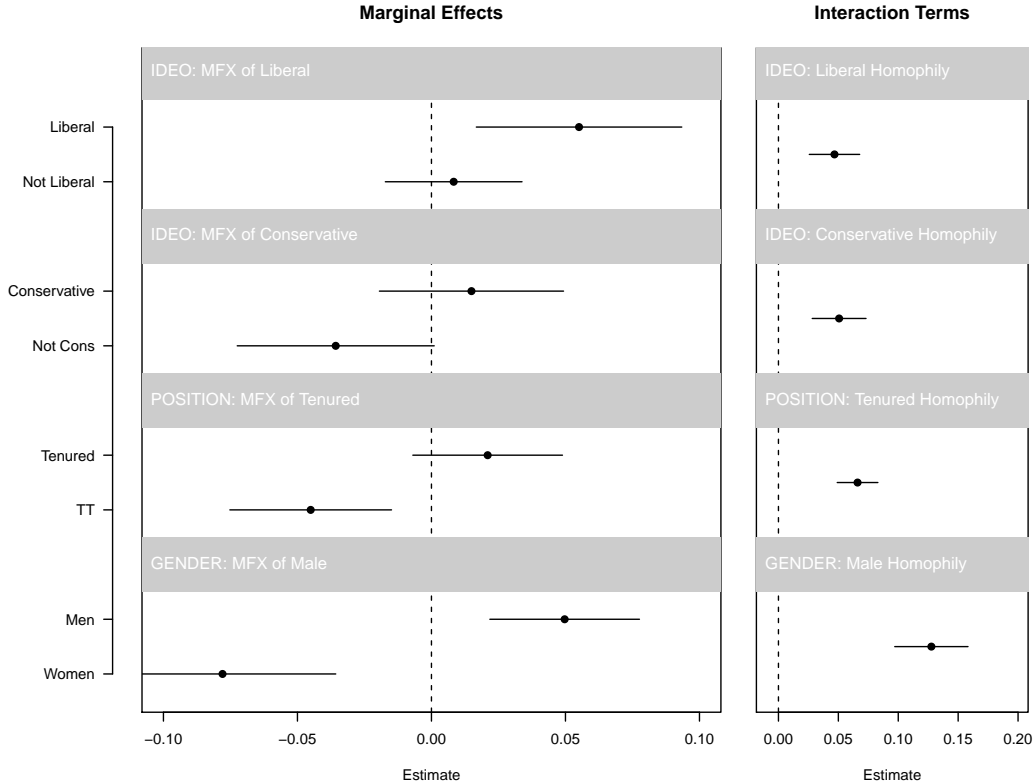 Marginal Effects
Interaction Terms
IDEO: MFX of Liberal
IDEO: Liberal Homophily
Liberal
Not Liberal
IDEO: MFX of Conservative
IDEO: Conservative Homophily
Conservative
Not Cons
POSITION: MFX of Tenured
POSITION: Tenured Homophily
Tenured
TT
GENDER: MFX of Male
GENDER: Male Homophily
Men
Women
−0.10 −0.05 0.00 0.05 0.10
0.00 0.05 0.10 0.15 0.20
Estimate
Estimate